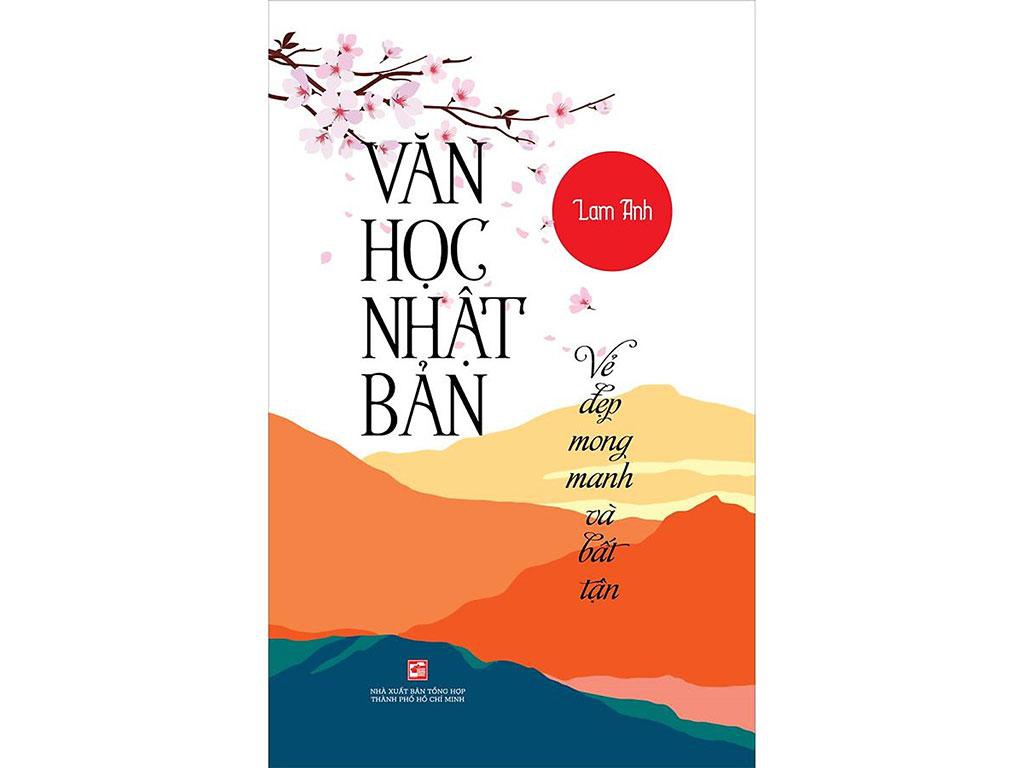 VĂN
HỌC
NHẬT
BẢN
Lam Anh
Vẻ
đẹp
mong
manh
và
bất
tận
NHÀ XUẤT BẢN TỔNG HỢP
THÀNH PHỐ HỒ CHÍ MINH